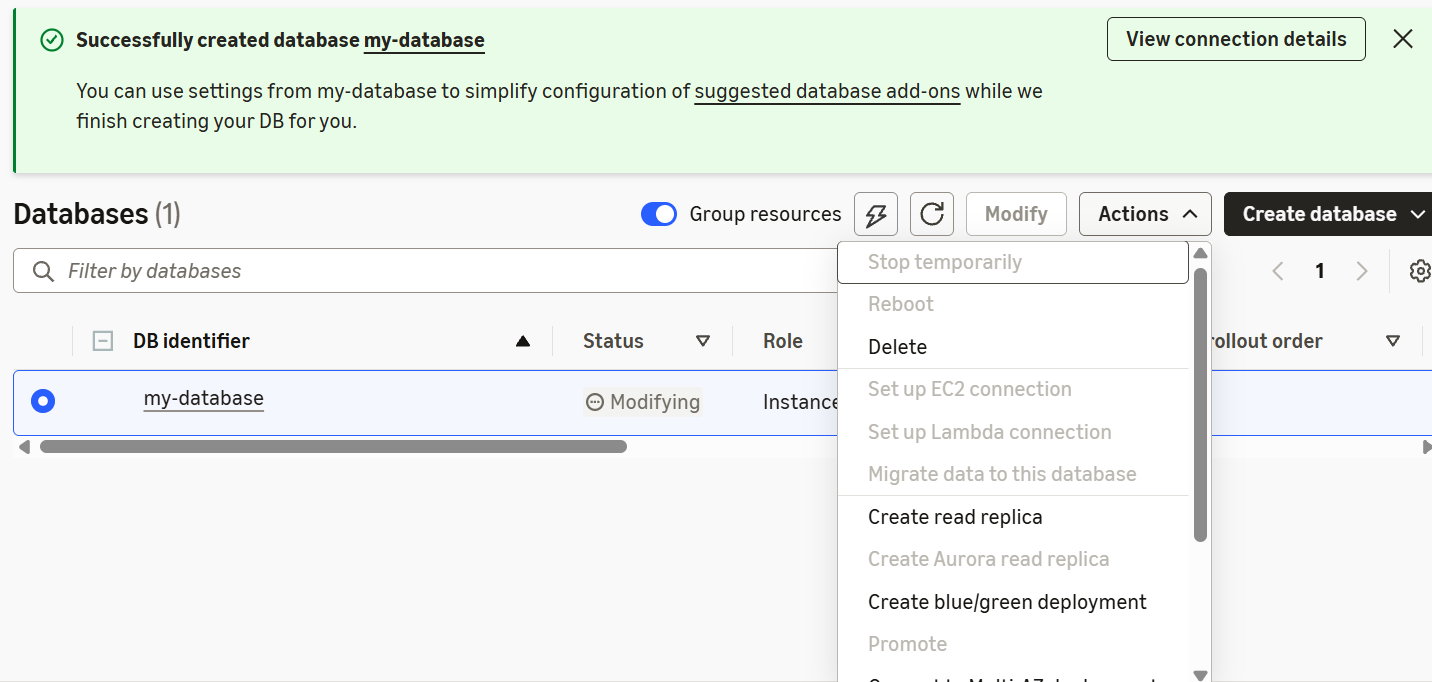 Successfully created database my-database
View connection details
You can use settings from my-database to simplify configuration of suggested database add-ons while we
finish creating your DB for you.
Databases (1)
Group resources
Modify
Actions
Create database
Filter by databases
1
DB identifier
Status
Role
rollout order
my-database
Modifying
Instance
Stop temporarily
Reboot
Delete
Set up EC2 connection
Set up Lambda connection
Migrate data to this database
Create read replica
Create Aurora read replica
Create blue/green deployment
Promote